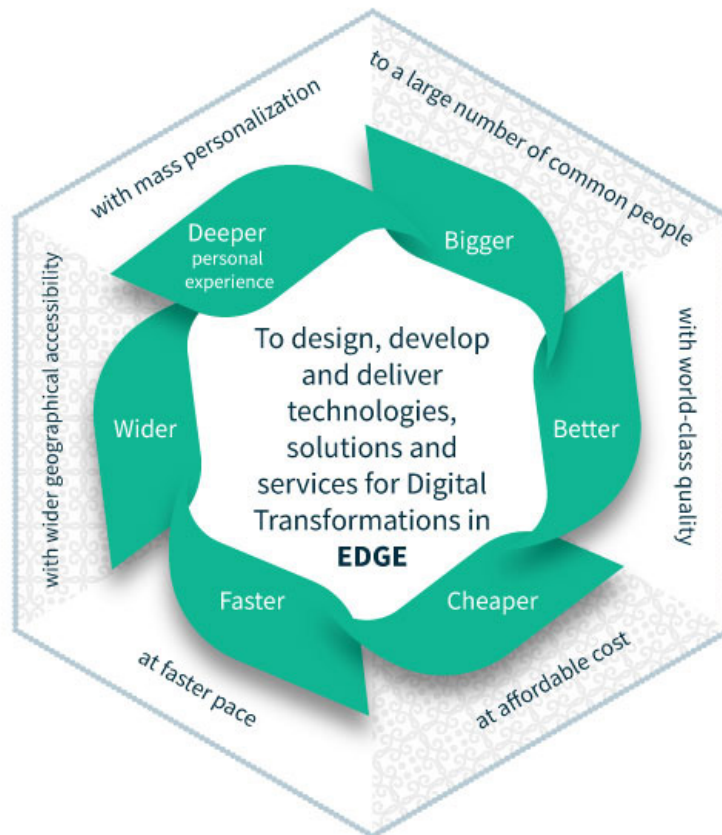 to a large number of common people
Bigger
with world-class quality
Better
at affordable cost
Cheaper
at faster pace
Faster
with wider geographical accessibility
Wider
with mass personalization
Deeper
personal
experience
To design, develop
and deliver
technologies,
solutions and
services for Digital
Transformations in
EDGE